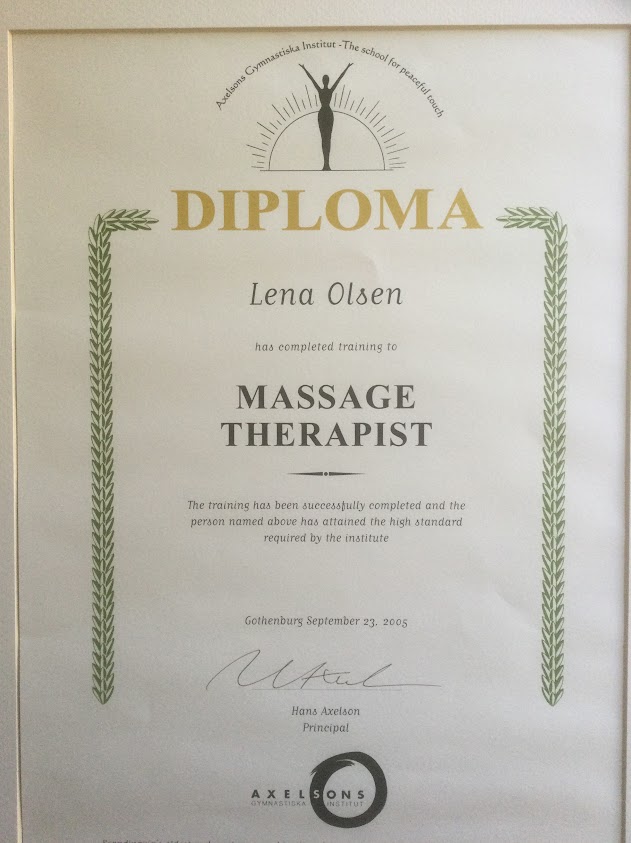 Axelsons Gymnastiska Institut -The school for peaceful touch
DIPLOMA
Lena Olsen
has completed training to
MASSAGE
THERAPIST
The training has been successfully completed and the
person named above has attained the high standard
required by the institute
Gothenburg September 23, 2005
Hans Axelson
Principal
AXELSONS
GYMNASTISKA INSTITUT